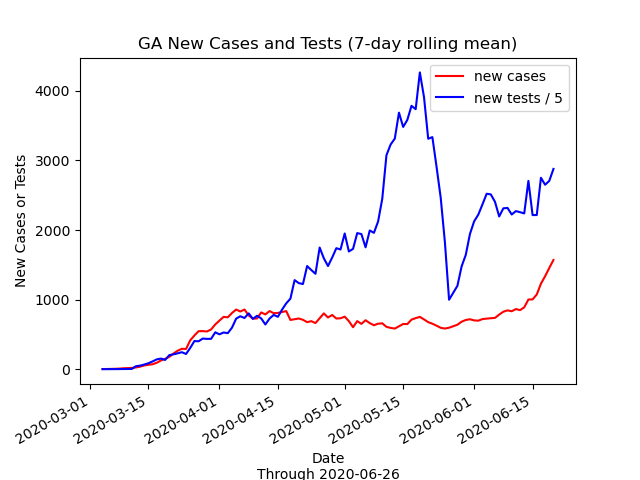 GA New Cases and Tests (7-day rolling mean)
new cases
new tests / 5
New Cases or Tests
4000
3000
2000
1000
0
2020-03-01
2020-03-15
2020-04-01
2020-04-15
2020-05-01
2020-05-15
2020-06-01
2020-06-15
Date
Through 2020-06-26